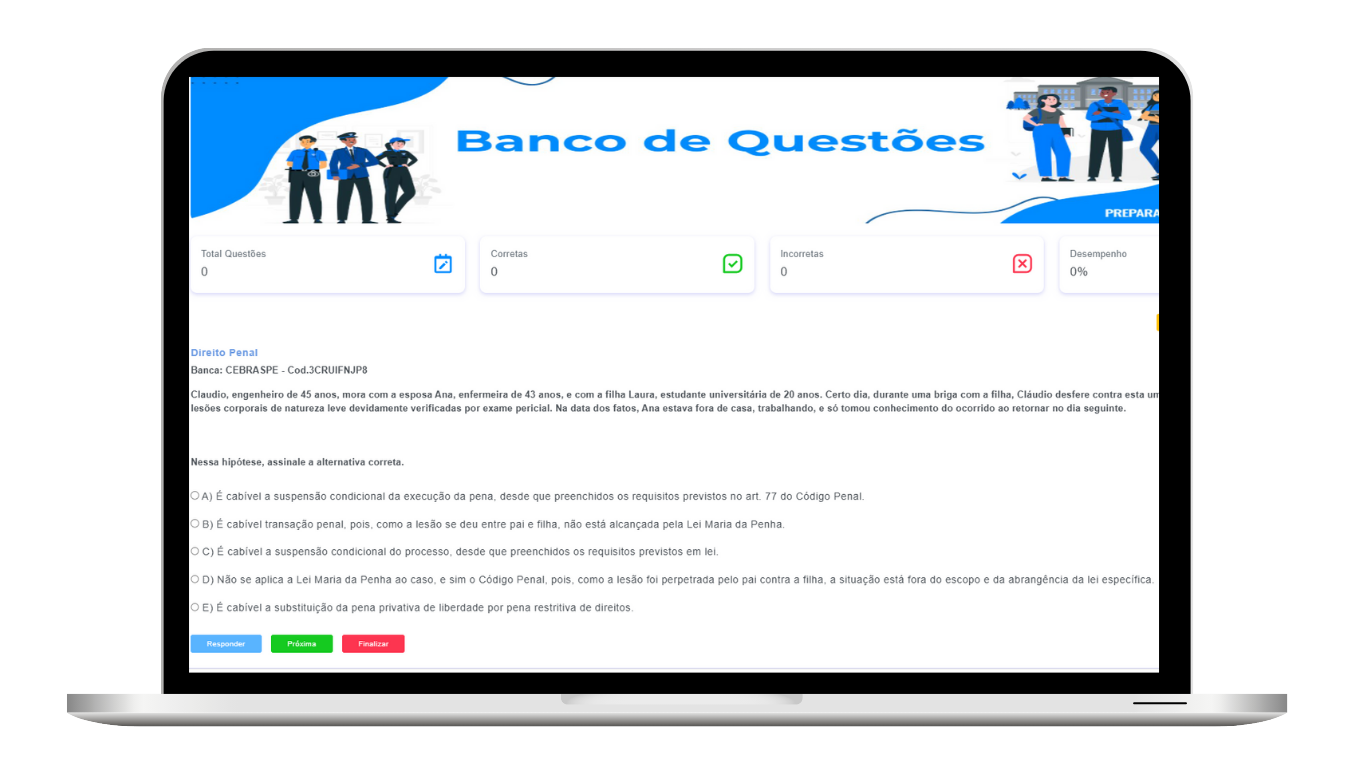 Banco de Questões
PREPARA
Total Questões
0
Corretas
0
Incorretas
0
Desempenho
0%
Direito Penal
Banca: CEBRASPE - Cod.3CRUIFNJP8
Claudio, engenheiro de 45 anos, mora com a esposa Ana, enfermeira de 43 anos, e com a filha Laura, estudante universitária de 20 anos. Certo dia, durante uma briga com a filha, Cláudio desfere contra esta um
lesões corporais de natureza leve devidamente verificadas por exame pericial. Na data dos fatos, Ana estava fora de casa, trabalhando, e só tomou conhecimento do ocorrido ao retornar no dia seguinte.
Nessa hipótese, assinale a alternativa correta.
A) É cabível a suspensão condicional da execução da pena, desde que preenchidos os requisitos previstos no art. 77 do Código Penal.
B) É cabível transação penal, pois, como a lesão se deu entre pai e filha, não está alcançada pela Lei Maria da Penha.
C) É cabível a suspensão condicional do processo, desde que preenchidos os requisitos previstos em lei.
D) Não se aplica a Lei Maria da Penha ao caso, e sim o Código Penal, pois, como a lesão foi perpetrada pelo pai contra a filha, a situação está fora do escopo e da abrangência da lei específica.
E) É cabível a substituição da pena privativa de liberdade por pena restritiva de direitos.
Responder
Próxima
Finalizar